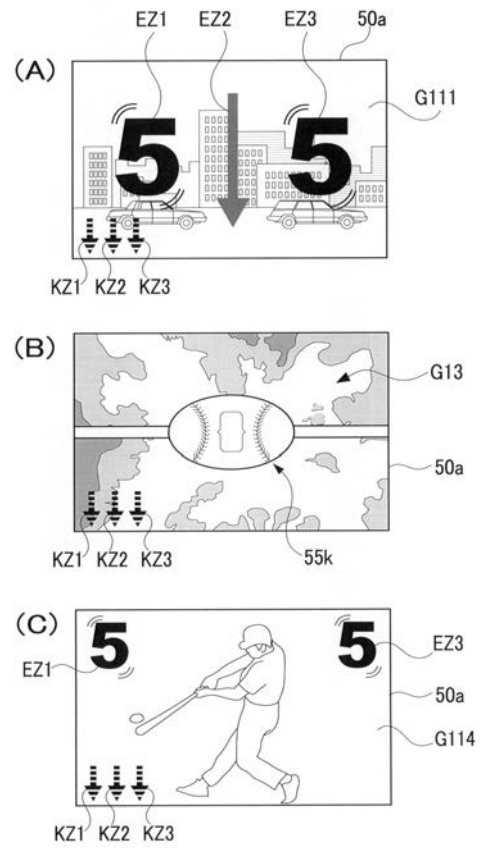 EZ1 EZ2 EZ3 50a
(A)
G111
5 5
KZ1 KZ2 KZ3
(B)
G13
50a
KZ1 KZ2 KZ3
55k
(C)
5 5
EZ1 EZ3
50a
G114
KZ1 KZ2 KZ3